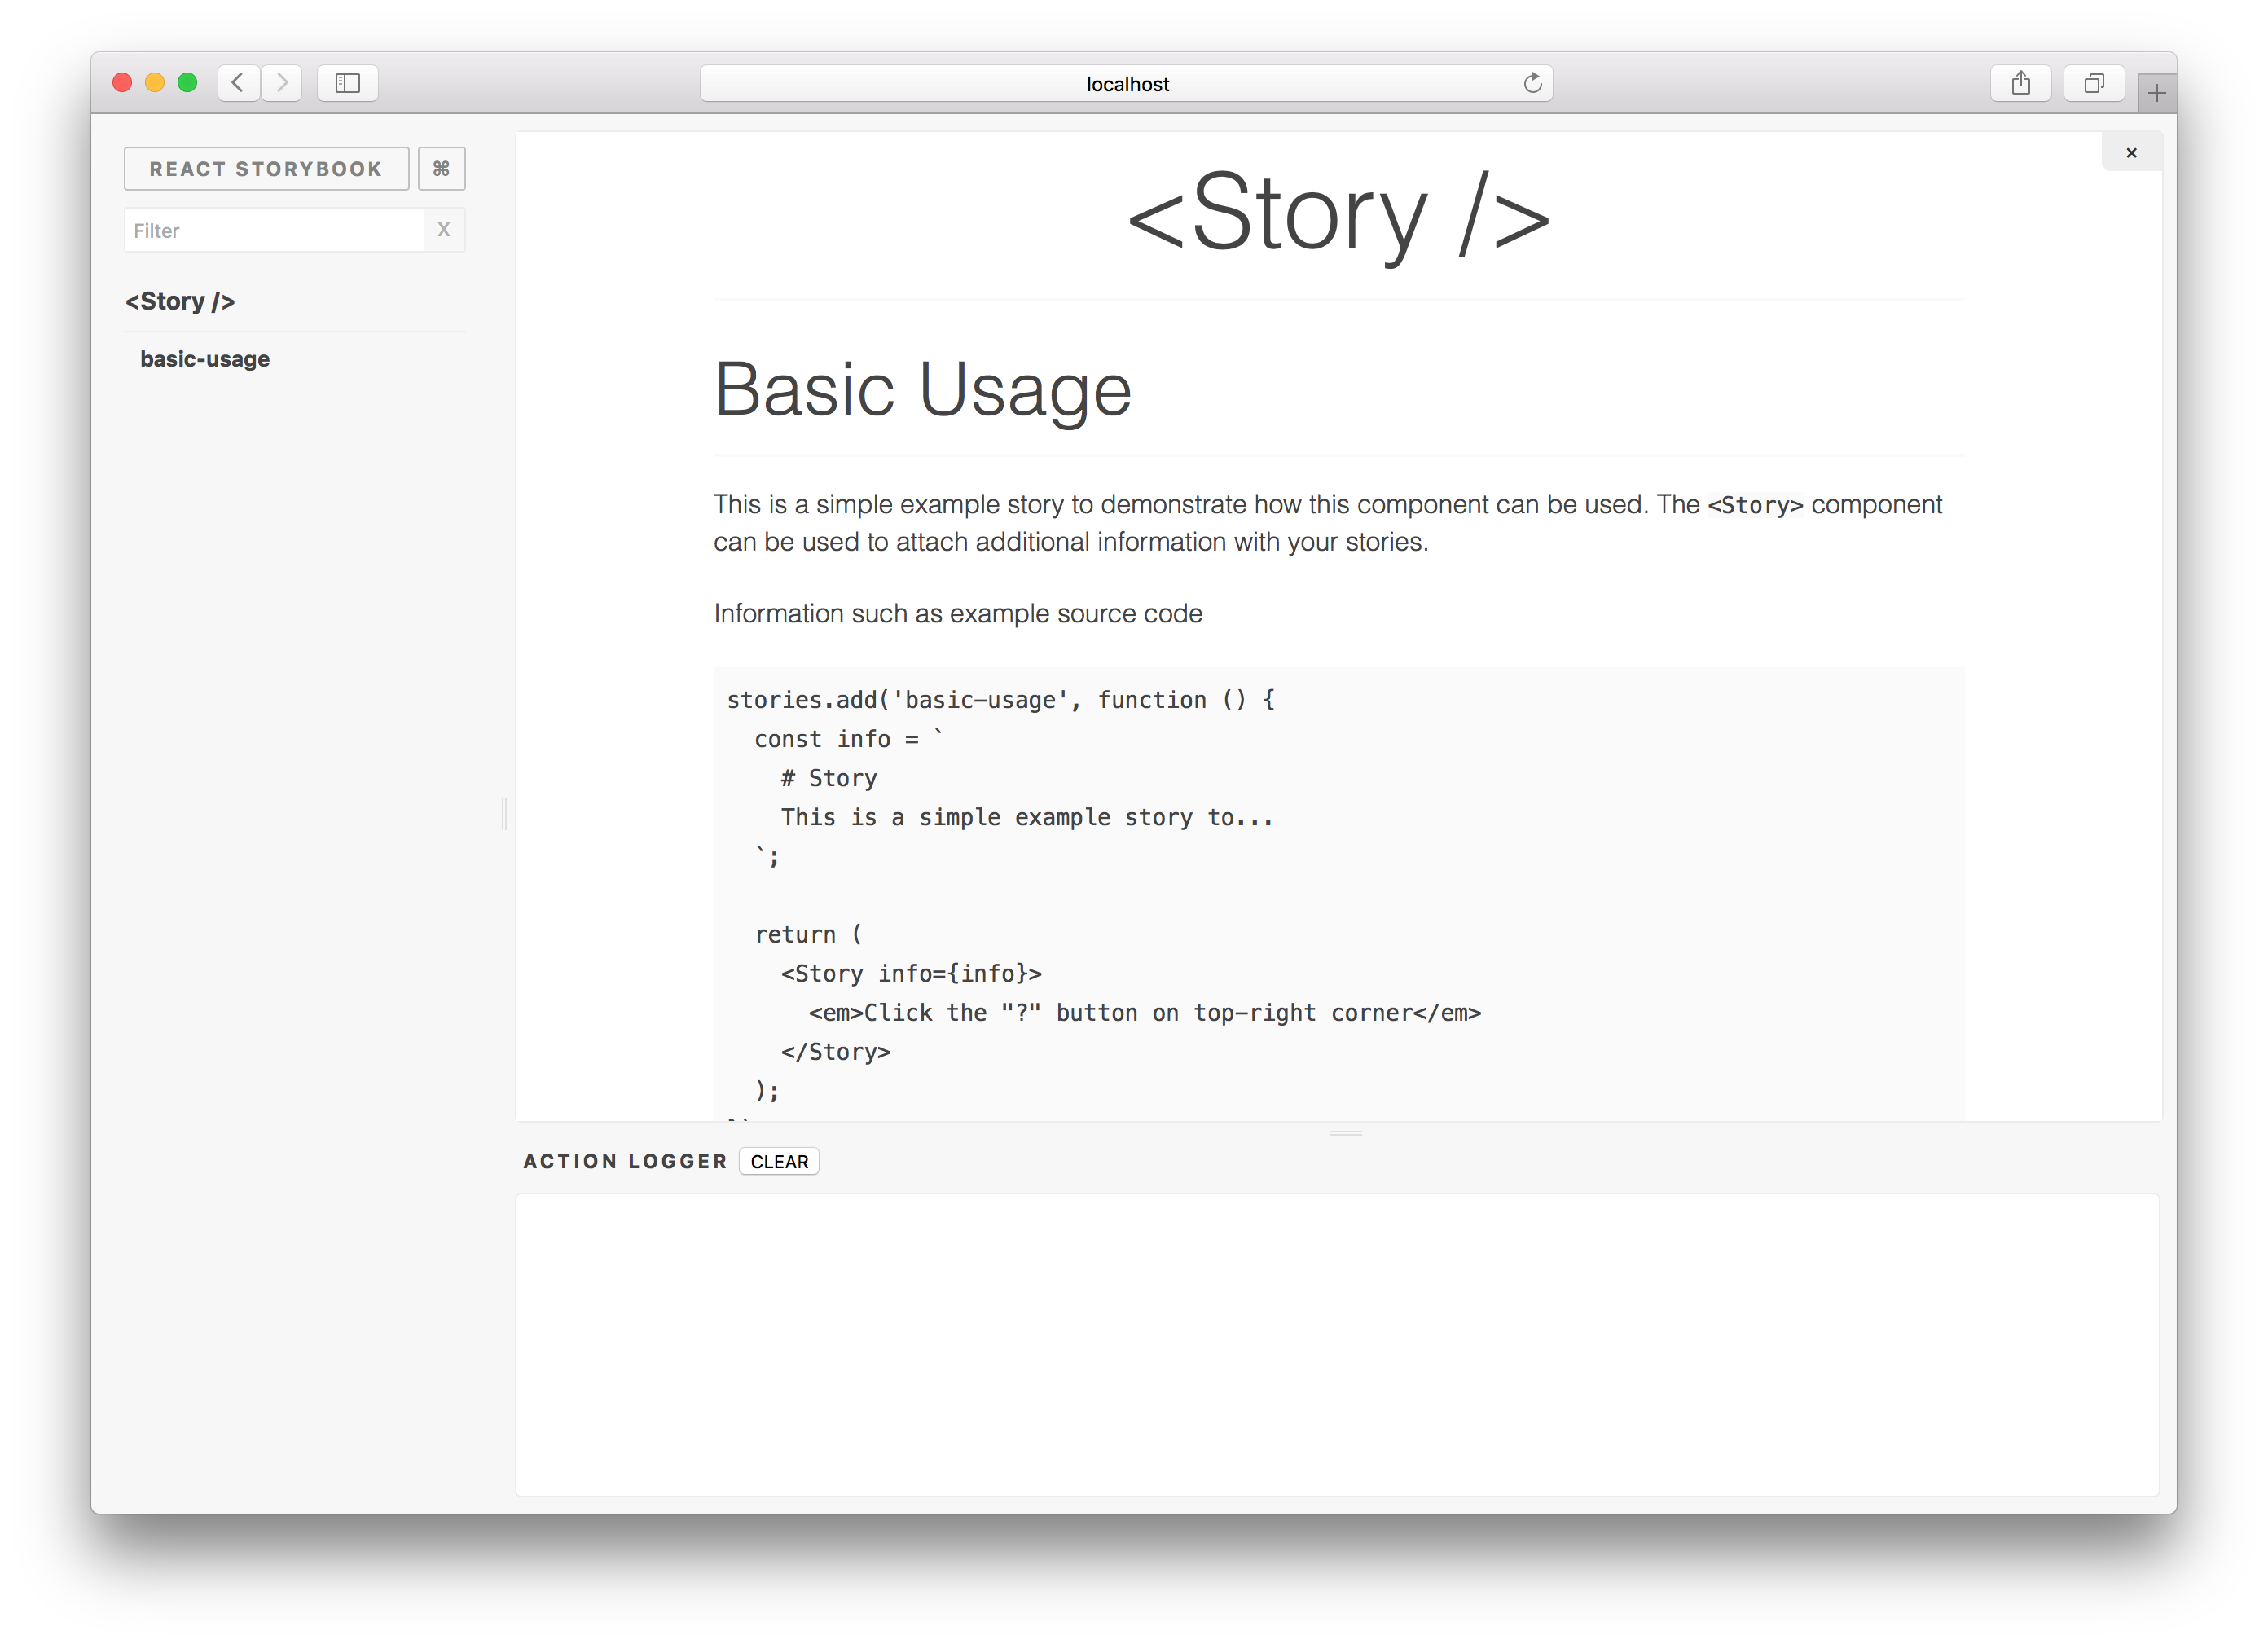 localhost
REACT STORYBOOK ⌘
Filter X
<Story />
basic-usage
×
<Story />
Basic Usage
This is a simple example story to demonstrate how this component can be used. The <Story> component
can be used to attach additional information with your stories.
Information such as example source code
stories.add('basic-usage', function () {
  const info = `
    # Story
    This is a simple example story to...
  `;
  return (
    <Story info={info}>
      <em>Click the "?" button on top-right corner</em>
    </Story>
  );
ACTION LOGGER CLEAR